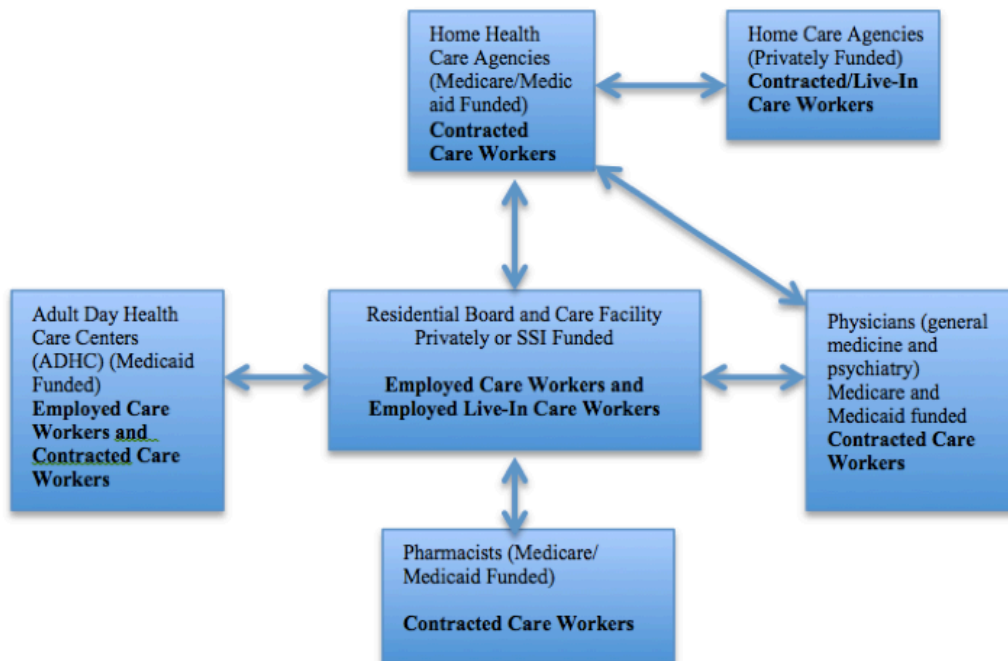 Home Health
Care Agencies
(Medicare/Medic
aid Funded)
Contracted
Care Workers
Home Care Agencies
(Privately Funded)
Contracted/Live-In
Care Workers
Adult Day Health
Care Centers
(ADHC) (Medicaid
Funded)
Employed Care
Workers and
Contracted Care
Workers
Residential Board and Care Facility
Privately or SSI Funded
Employed Care Workers and
Employed Live-In Care Workers
Physicians (general
medicine and
psychiatry)
Medicare and
Medicaid funded
Contracted Care
Workers
Pharmacists (Medicare/
Medicaid Funded)
Contracted Care Workers